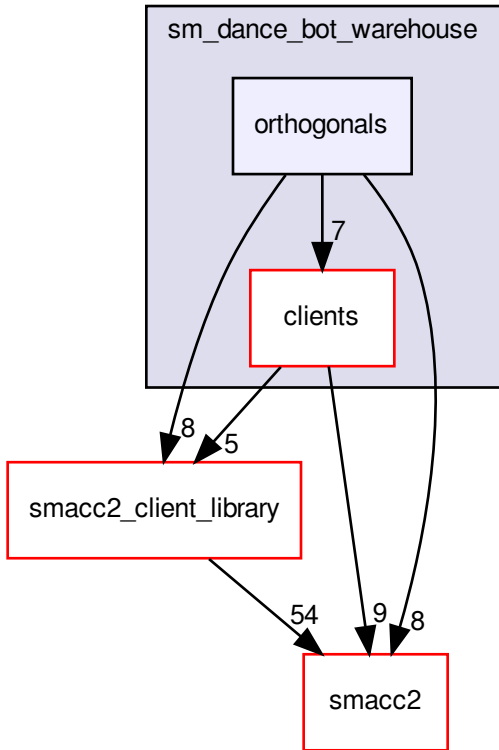 sm_dance_bot_warehouse
orthogonals
7
clients
8
5
smacc2_client_library
54
9
8
smacc2